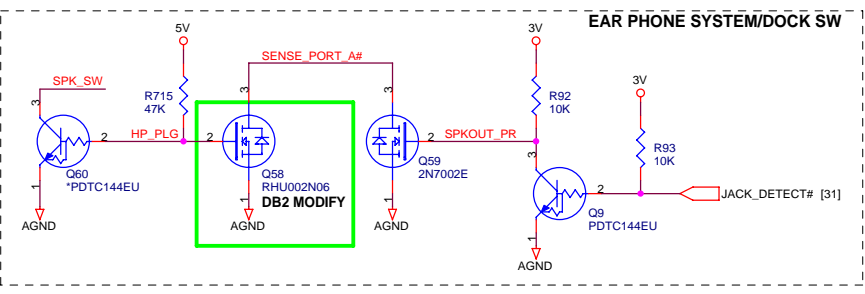 EAR PHONE SYSTEM/DOCK SW
5V
3V
SENSE_PORT_A#
3V
SPK_SW
3
R715
47K
3
3
R92
10K
HP_PLG
2
2
2
SPKOUT_PR
R93
10K
Q60
*PDTC144EU
Q58
RHU002N06
DB2 MODIFY
Q59
2N7002E
3
2
JACK_DETECT# [31]
1
1
1
Q9
PDTC144EU
AGND
AGND
AGND
1
AGND